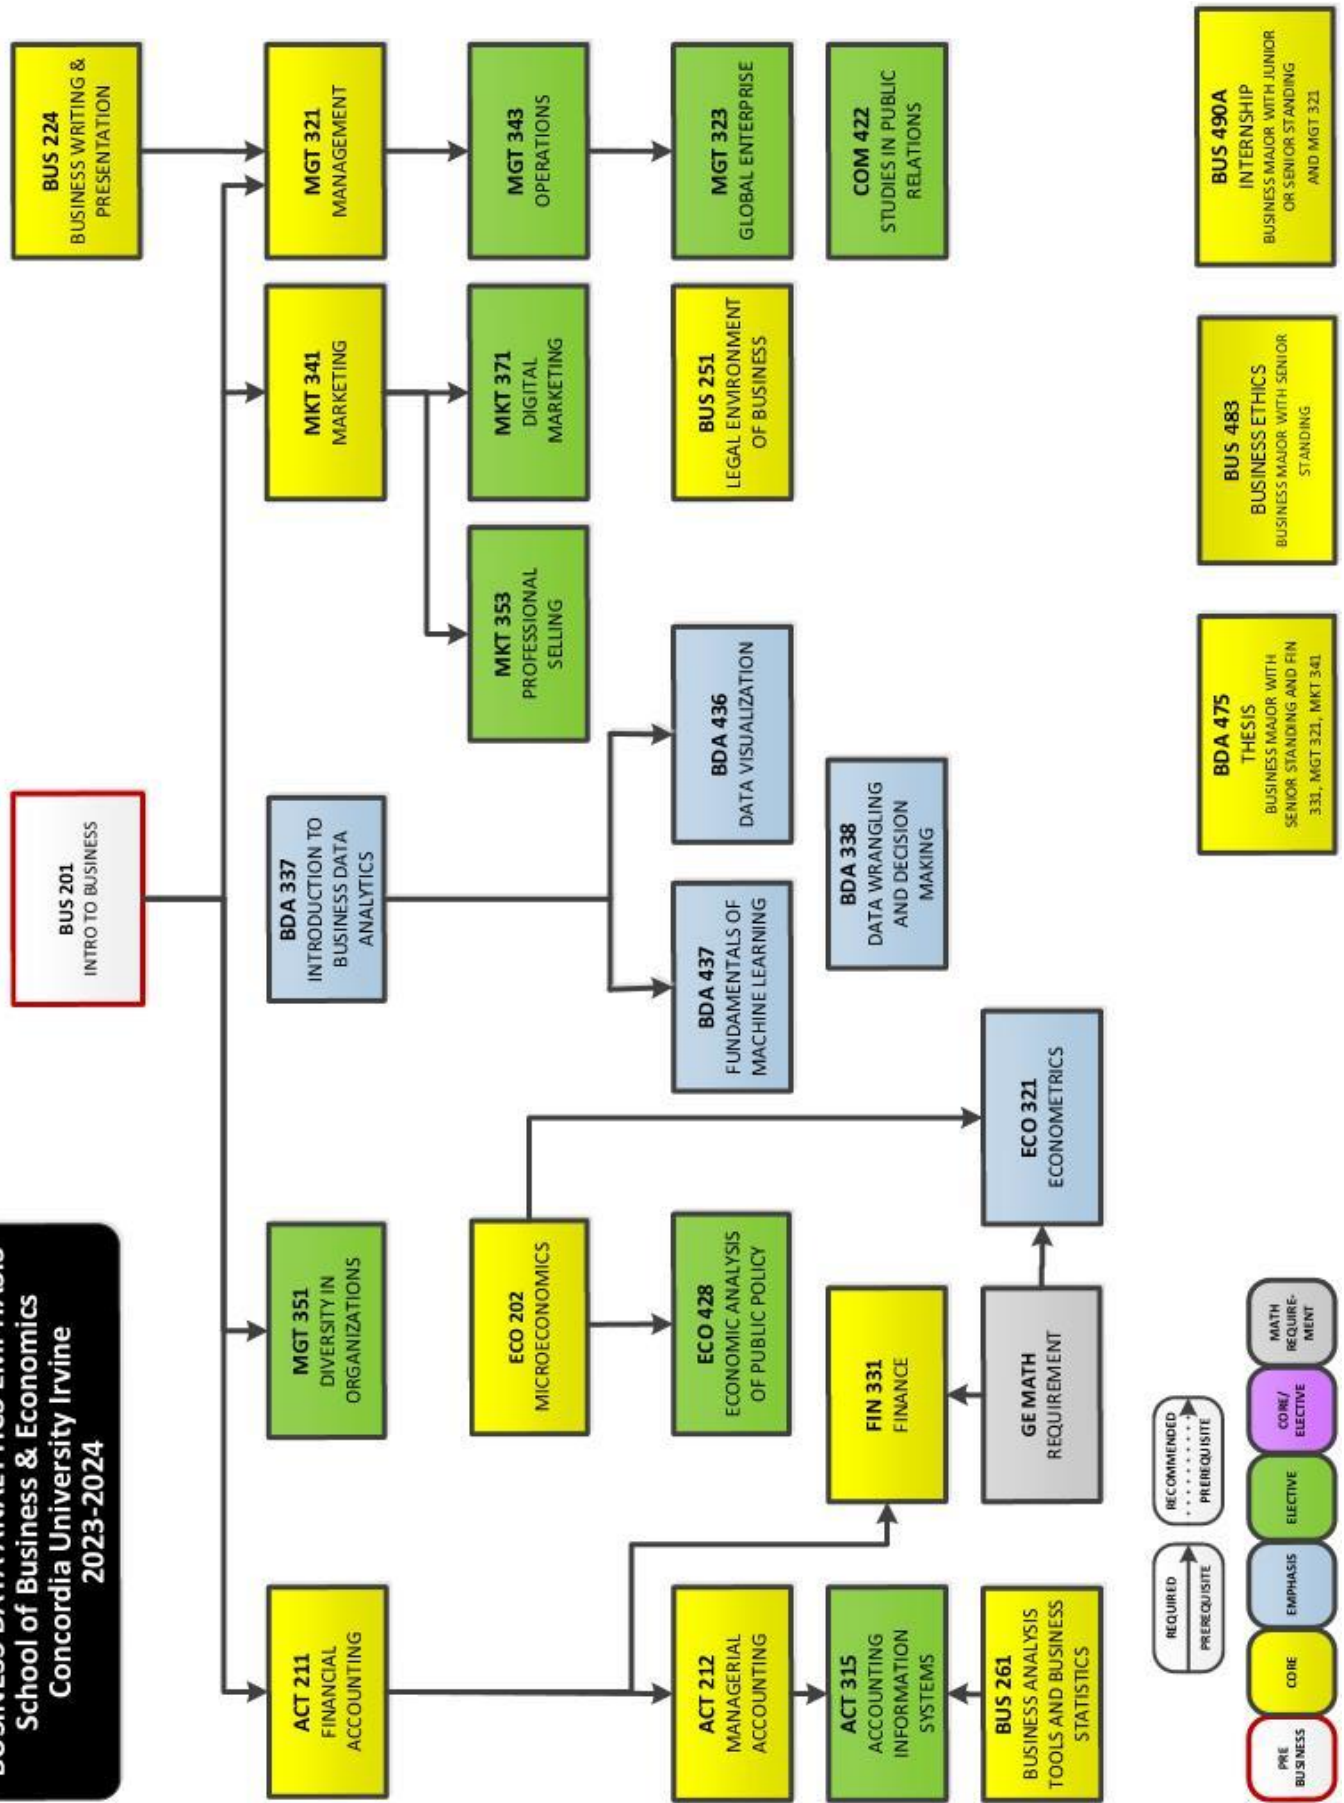 School of Business & Economics
Concordia University Irvine
2023-2024
BUS 201
INTRO TO BUSINESS
BUS 224
BUSINESS WRITING &
PRESENTATION
ACT 211
FINANCIAL
ACCOUNTING
MGT 351
DIVERSITY IN
ORGANIZATIONS
BDA 337
INTRODUCTION TO
BUSINESS DATA
ANALYTICS
MKT 341
MARKETING
MGT 321
MANAGEMENT
ECO 202
MICROECONOMICS
MKT 353
PROFESSIONAL
SELLING
MKT 371
DIGITAL
MARKETING
MGT 343
OPERATIONS
ACT 212
MANAGERIAL
ACCOUNTING
ECO 428
ECONOMIC ANALYSIS
OF PUBLIC POLICY
BDA 437
FUNDAMENTALS OF
MACHINE LEARNING
BDA 436
DATA VISUALIZATION
BUS 251
LEGAL ENVIRONMENT
OF BUSINESS
MGT 323
GLOBAL ENTERPRISE
ACT 315
ACCOUNTING
INFORMATION
SYSTEMS
FIN 331
FINANCE
BDA 338
DATA WRANGLING
AND DECISION
MAKING
COM 422
STUDIES IN PUBLIC
RELATIONS
BUS 261
BUSINESS ANALYSIS
TOOLS AND BUSINESS
STATISTICS
GE MATH
REQUIREMENT
ECO 321
ECONOMETRICS
REQUIRED
PREREQUISITE
RECOMMENDED
PREREQUISITE
BDA 475
THESIS
BUSINESS MAJOR WITH
SENIOR STANDING AND FIN
331, MGT 321, MKT 341
BUS 483
BUSINESS ETHICS
BUSINESS MAJOR WITH SENIOR
STANDING
BUS 490A
INTERNSHIP
BUSINESS MAJOR WITH JUNIOR
OR SENIOR STANDING
AND MGT 321
PRE
BUSINESS
CORE
EMPHASIS
ELECTIVE
CORE/
ELECTIVE
MATH
REQUIRE-
MENT